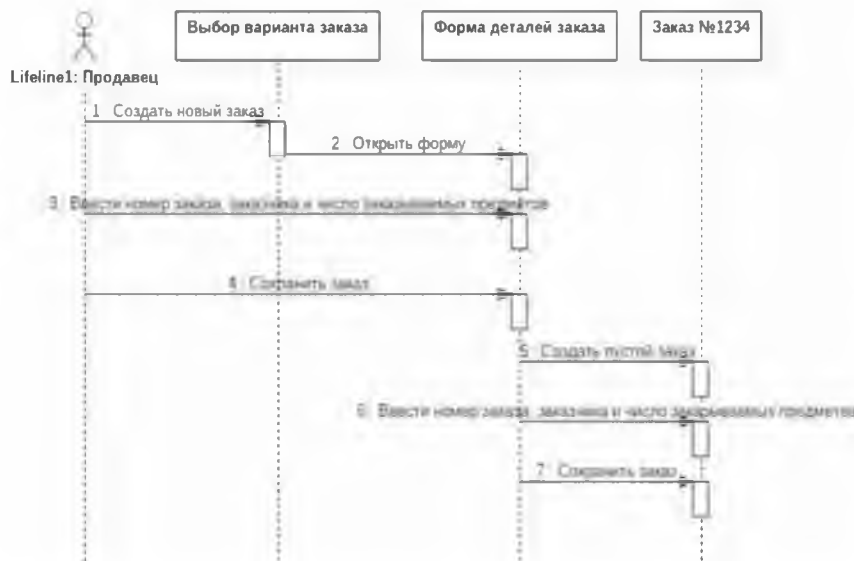 Выбор варианта заказа
Форма деталей заказа
Заказ №1234
Lifeline1: Продавец
1 Создать новый заказ
2 Открыть форму
3 Ввести номер заказа, заказчика и число заказываемых предметов
4 Сохранить заказ
5 Создать пустой заказ
6 Ввести номер заказа, заказчика и число закарываемых предметов
7 Сохранить заказ